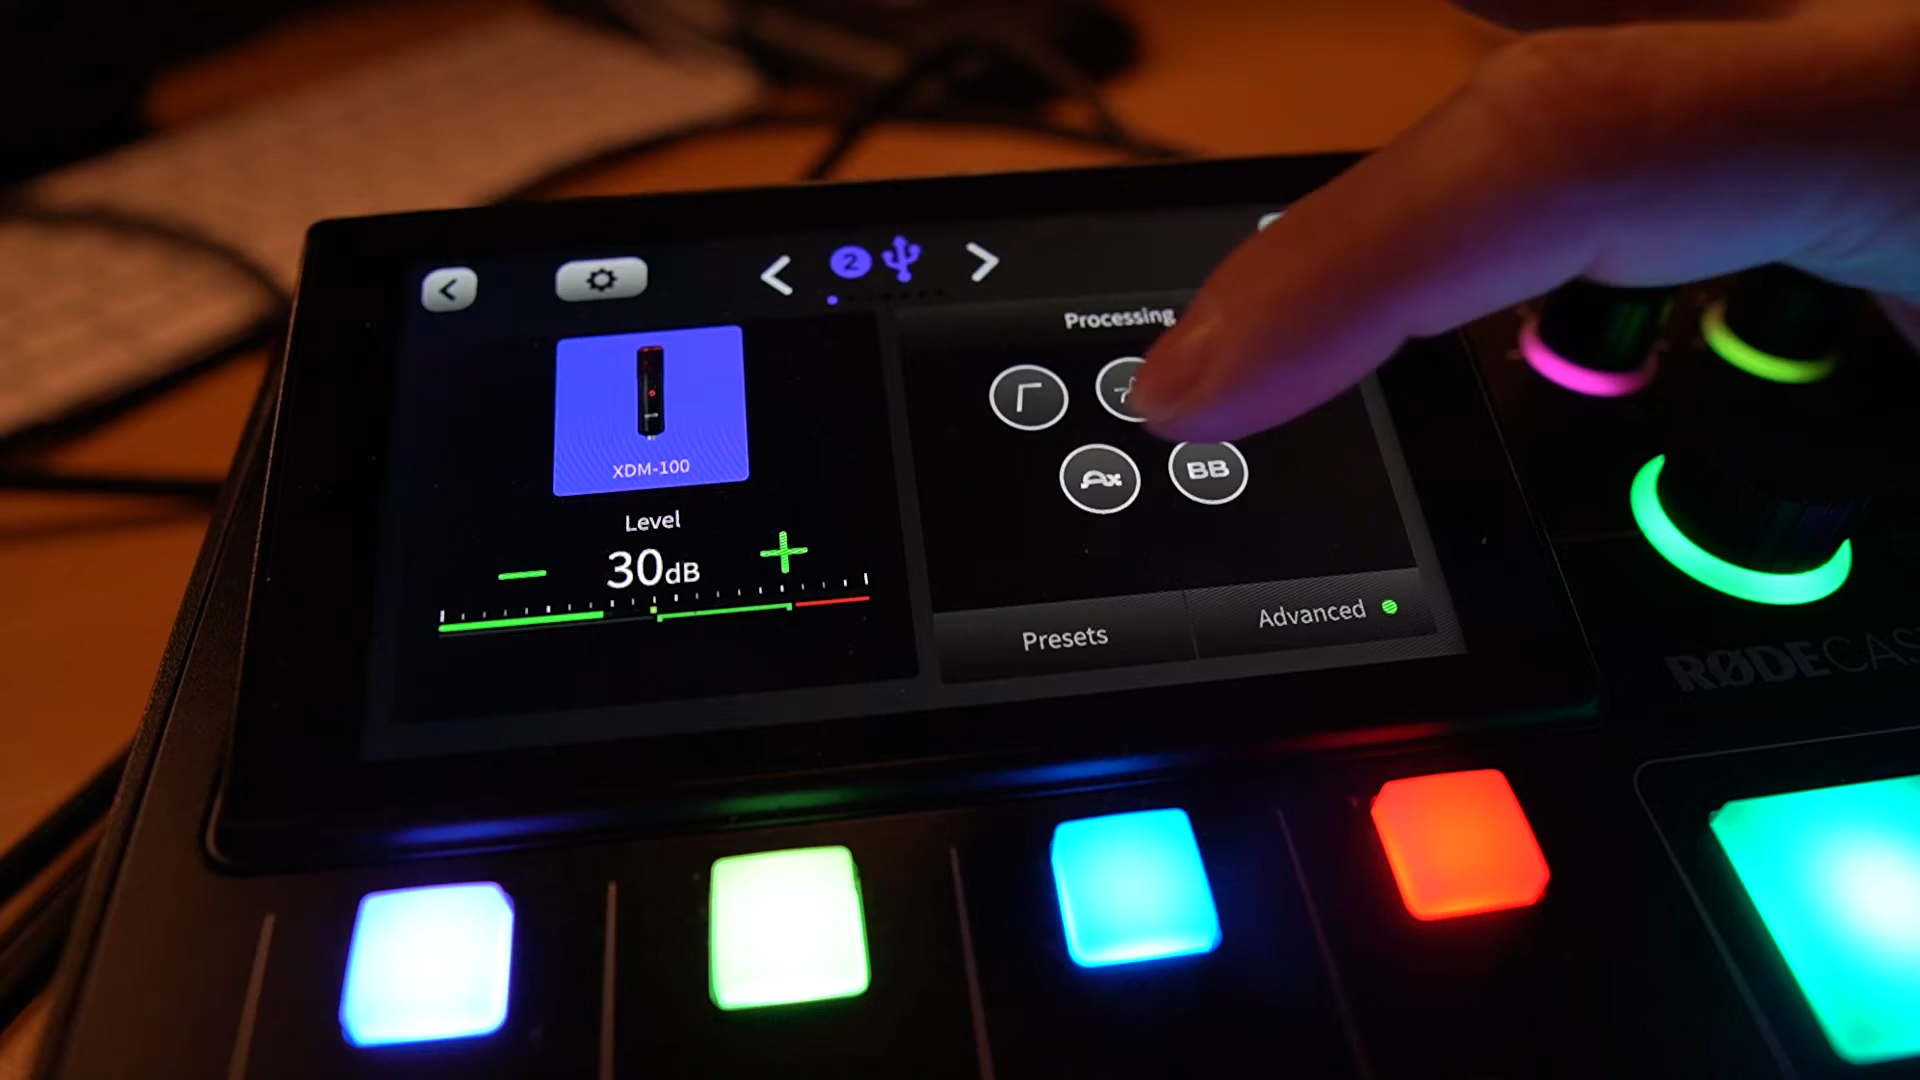 2
Processing
XDM-100
BB
Level
30dB
Presets
Advanced
RØDECAS